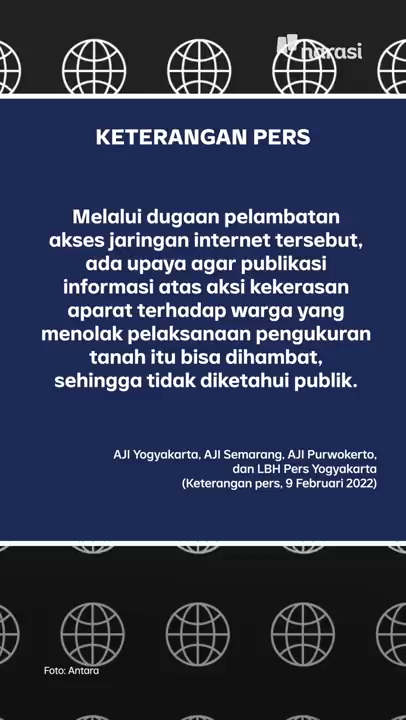 narasi
KETERANGAN PERS
Melalui dugaan pelambatan
akses jaringan internet tersebut,
ada upaya agar publikasi
informasi atas aksi kekerasan
aparat terhadap warga yang
menolak pelaksanaan pengukuran
tanah itu bisa dihambat,
sehingga tidak diketahui publik.
AJI Yogyakarta, AJI Semarang, AJI Purwokerto,
dan LBH Pers Yogyakarta
(Keterangan pers, 9 Februari 2022)
Foto: Antara